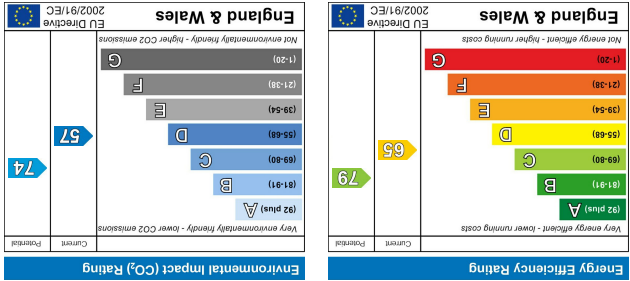 Energy Efficiency Rating
Current
Potential
Very energy efficient - lower running costs
(92 plus) A
(81-91) B
(69-80) C
(55-68) D
(39-54) E
(21-38) F
(1-20) G
65
79
Not energy efficient - higher running costs
England & Wales
EU Directive
2002/91/EC
Environmental Impact (CO₂) Rating
Current
Potential
Very environmentally friendly - lower CO2 emissions
(92 plus) A
(81-91) B
(69-80) C
(55-68) D
(39-54) E
(21-38) F
(1-20) G
57
74
Not environmentally friendly - higher CO2 emissions
England & Wales
EU Directive
2002/91/EC